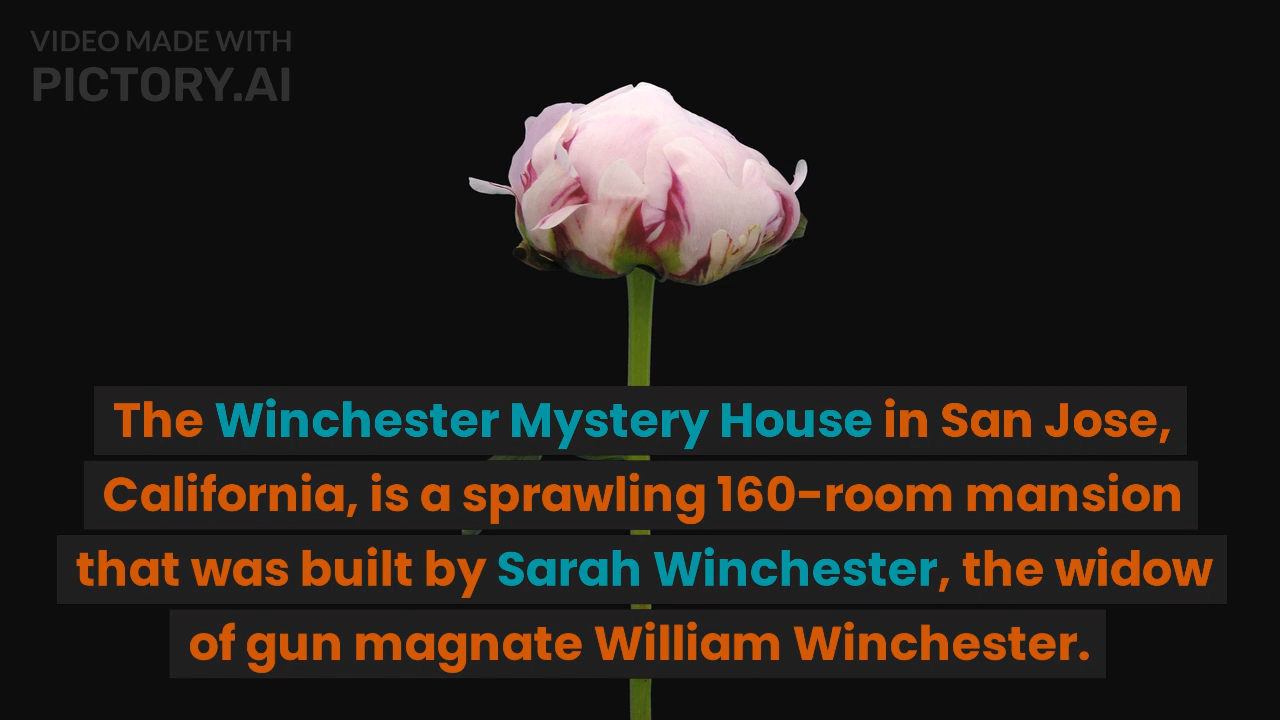 VIDEO MADE WITH
PICTORY.AI
The Winchester Mystery House in San Jose,
California, is a sprawling 160-room mansion
that was built by Sarah Winchester, the widow
of gun magnate William Winchester.